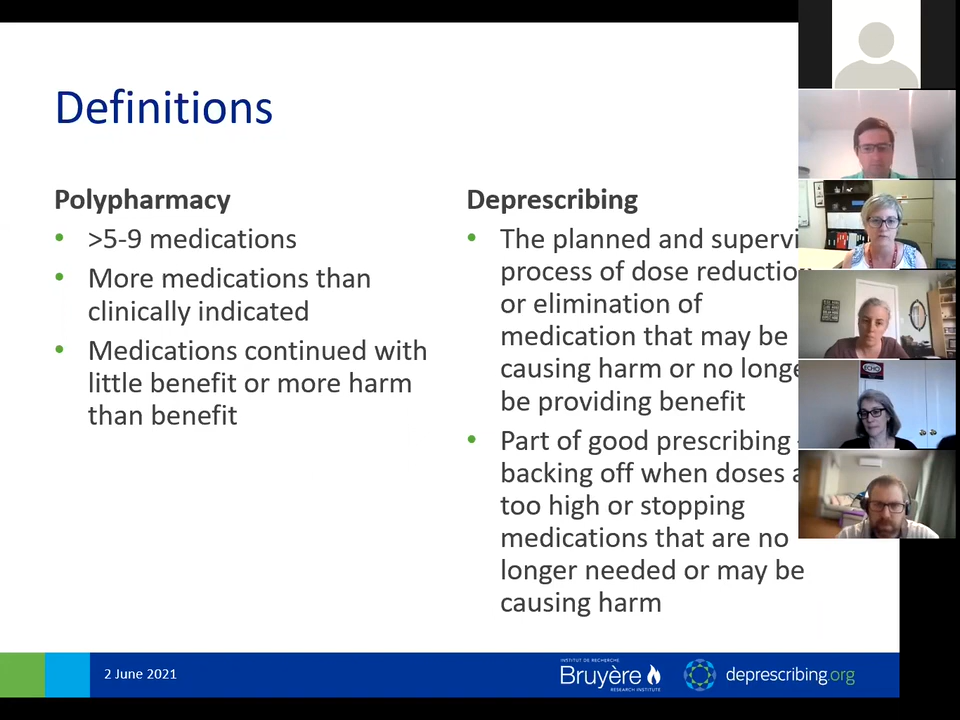 Definitions
Polypharmacy
• >5-9 medications
• More medications than
clinically indicated
• Medications continued with
little benefit or more harm
than benefit
Deprescribing
• The planned and supervi
process of dose reduction
or elimination of
medication that may be
causing harm or no longe
be providing benefit
• Part of good prescribing
backing off when doses a
too high or stopping
medications that are no
longer needed or may be
causing harm
2 June 2021
INSTITUT DE RECHERCHE
Bruyère
RESEARCH INSTITUTE
deprescribing.org
ECHO